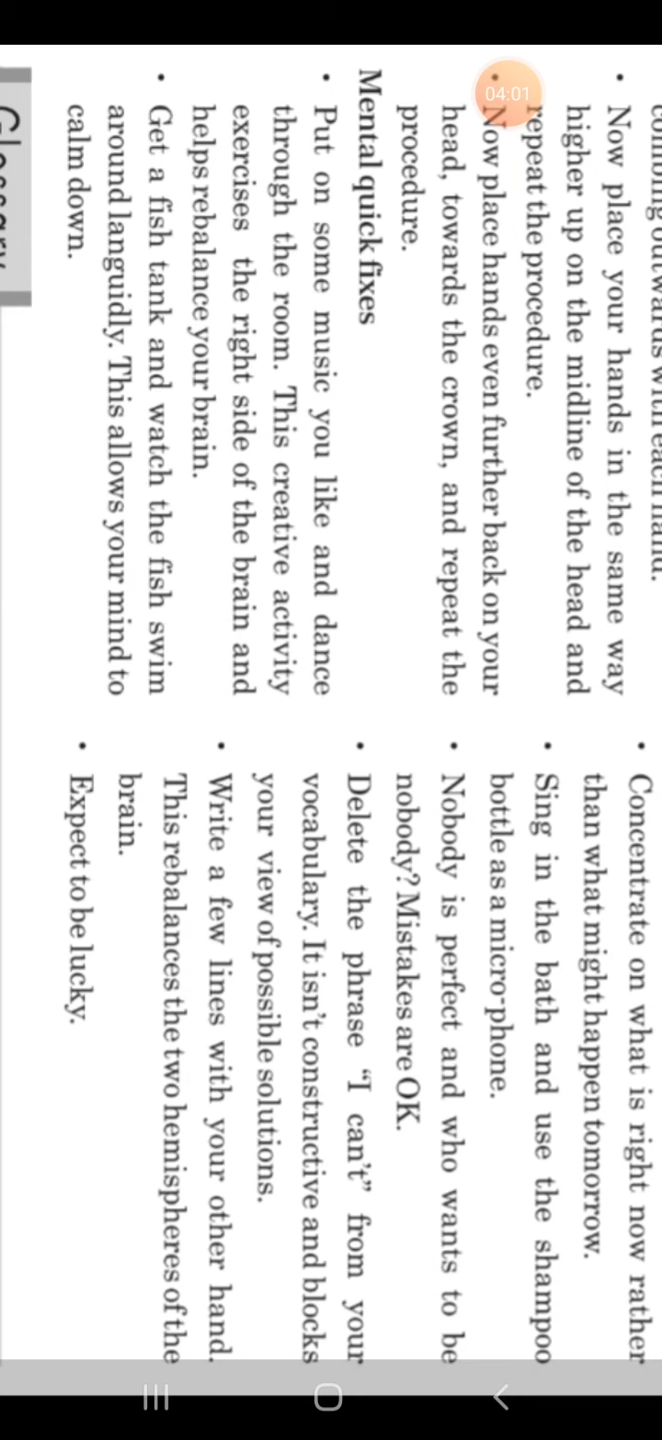 combing outwards with each hand.
• Now place your hands in the same way
higher up on the midline of the head and
repeat the procedure.
• Now place hands even further back on your
head, towards the crown, and repeat the
procedure.
Mental quick fixes
• Put on some music you like and dance
through the room. This creative activity
exercises the right side of the brain and
helps rebalance your brain.
• Get a fish tank and watch the fish swim
around languidly. This allows your mind to
calm down.
• Concentrate on what is right now rather
than what might happen tomorrow.
• Sing in the bath and use the shampoo
bottle as a micro-phone.
• Nobody is perfect and who wants to be
nobody? Mistakes are OK.
• Delete the phrase “I can’t” from your
vocabulary. It isn’t constructive and blocks
your view of possible solutions.
• Write a few lines with your other hand.
This rebalances the two hemispheres of the
brain.
• Expect to be lucky.
Glossary
04:01